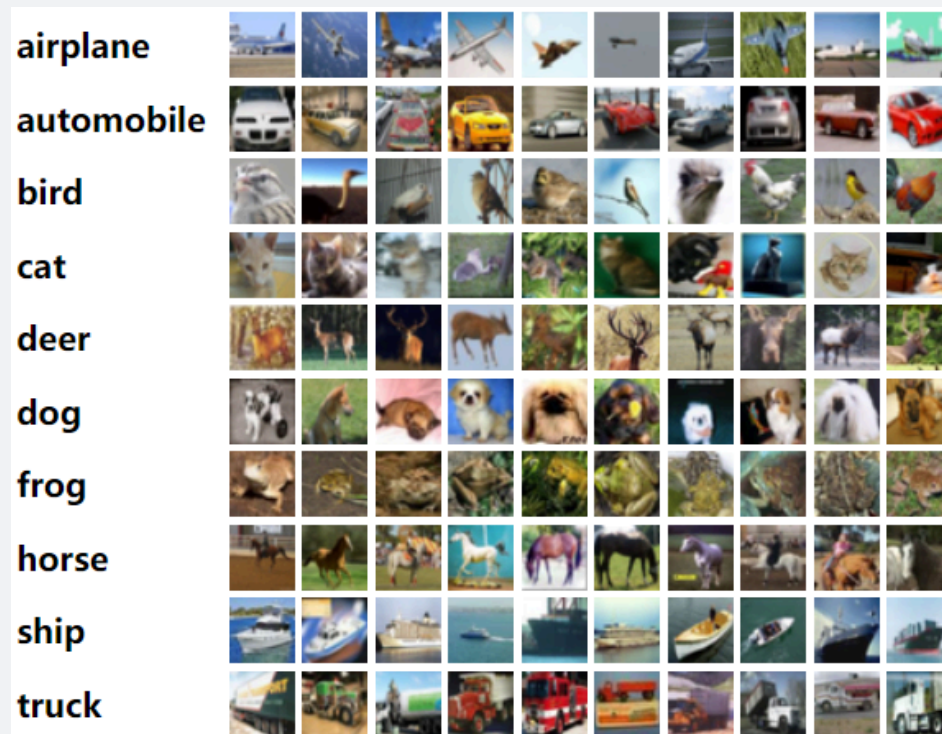 airplane
automobile
bird
cat
deer
dog
frog
horse
ship
truck